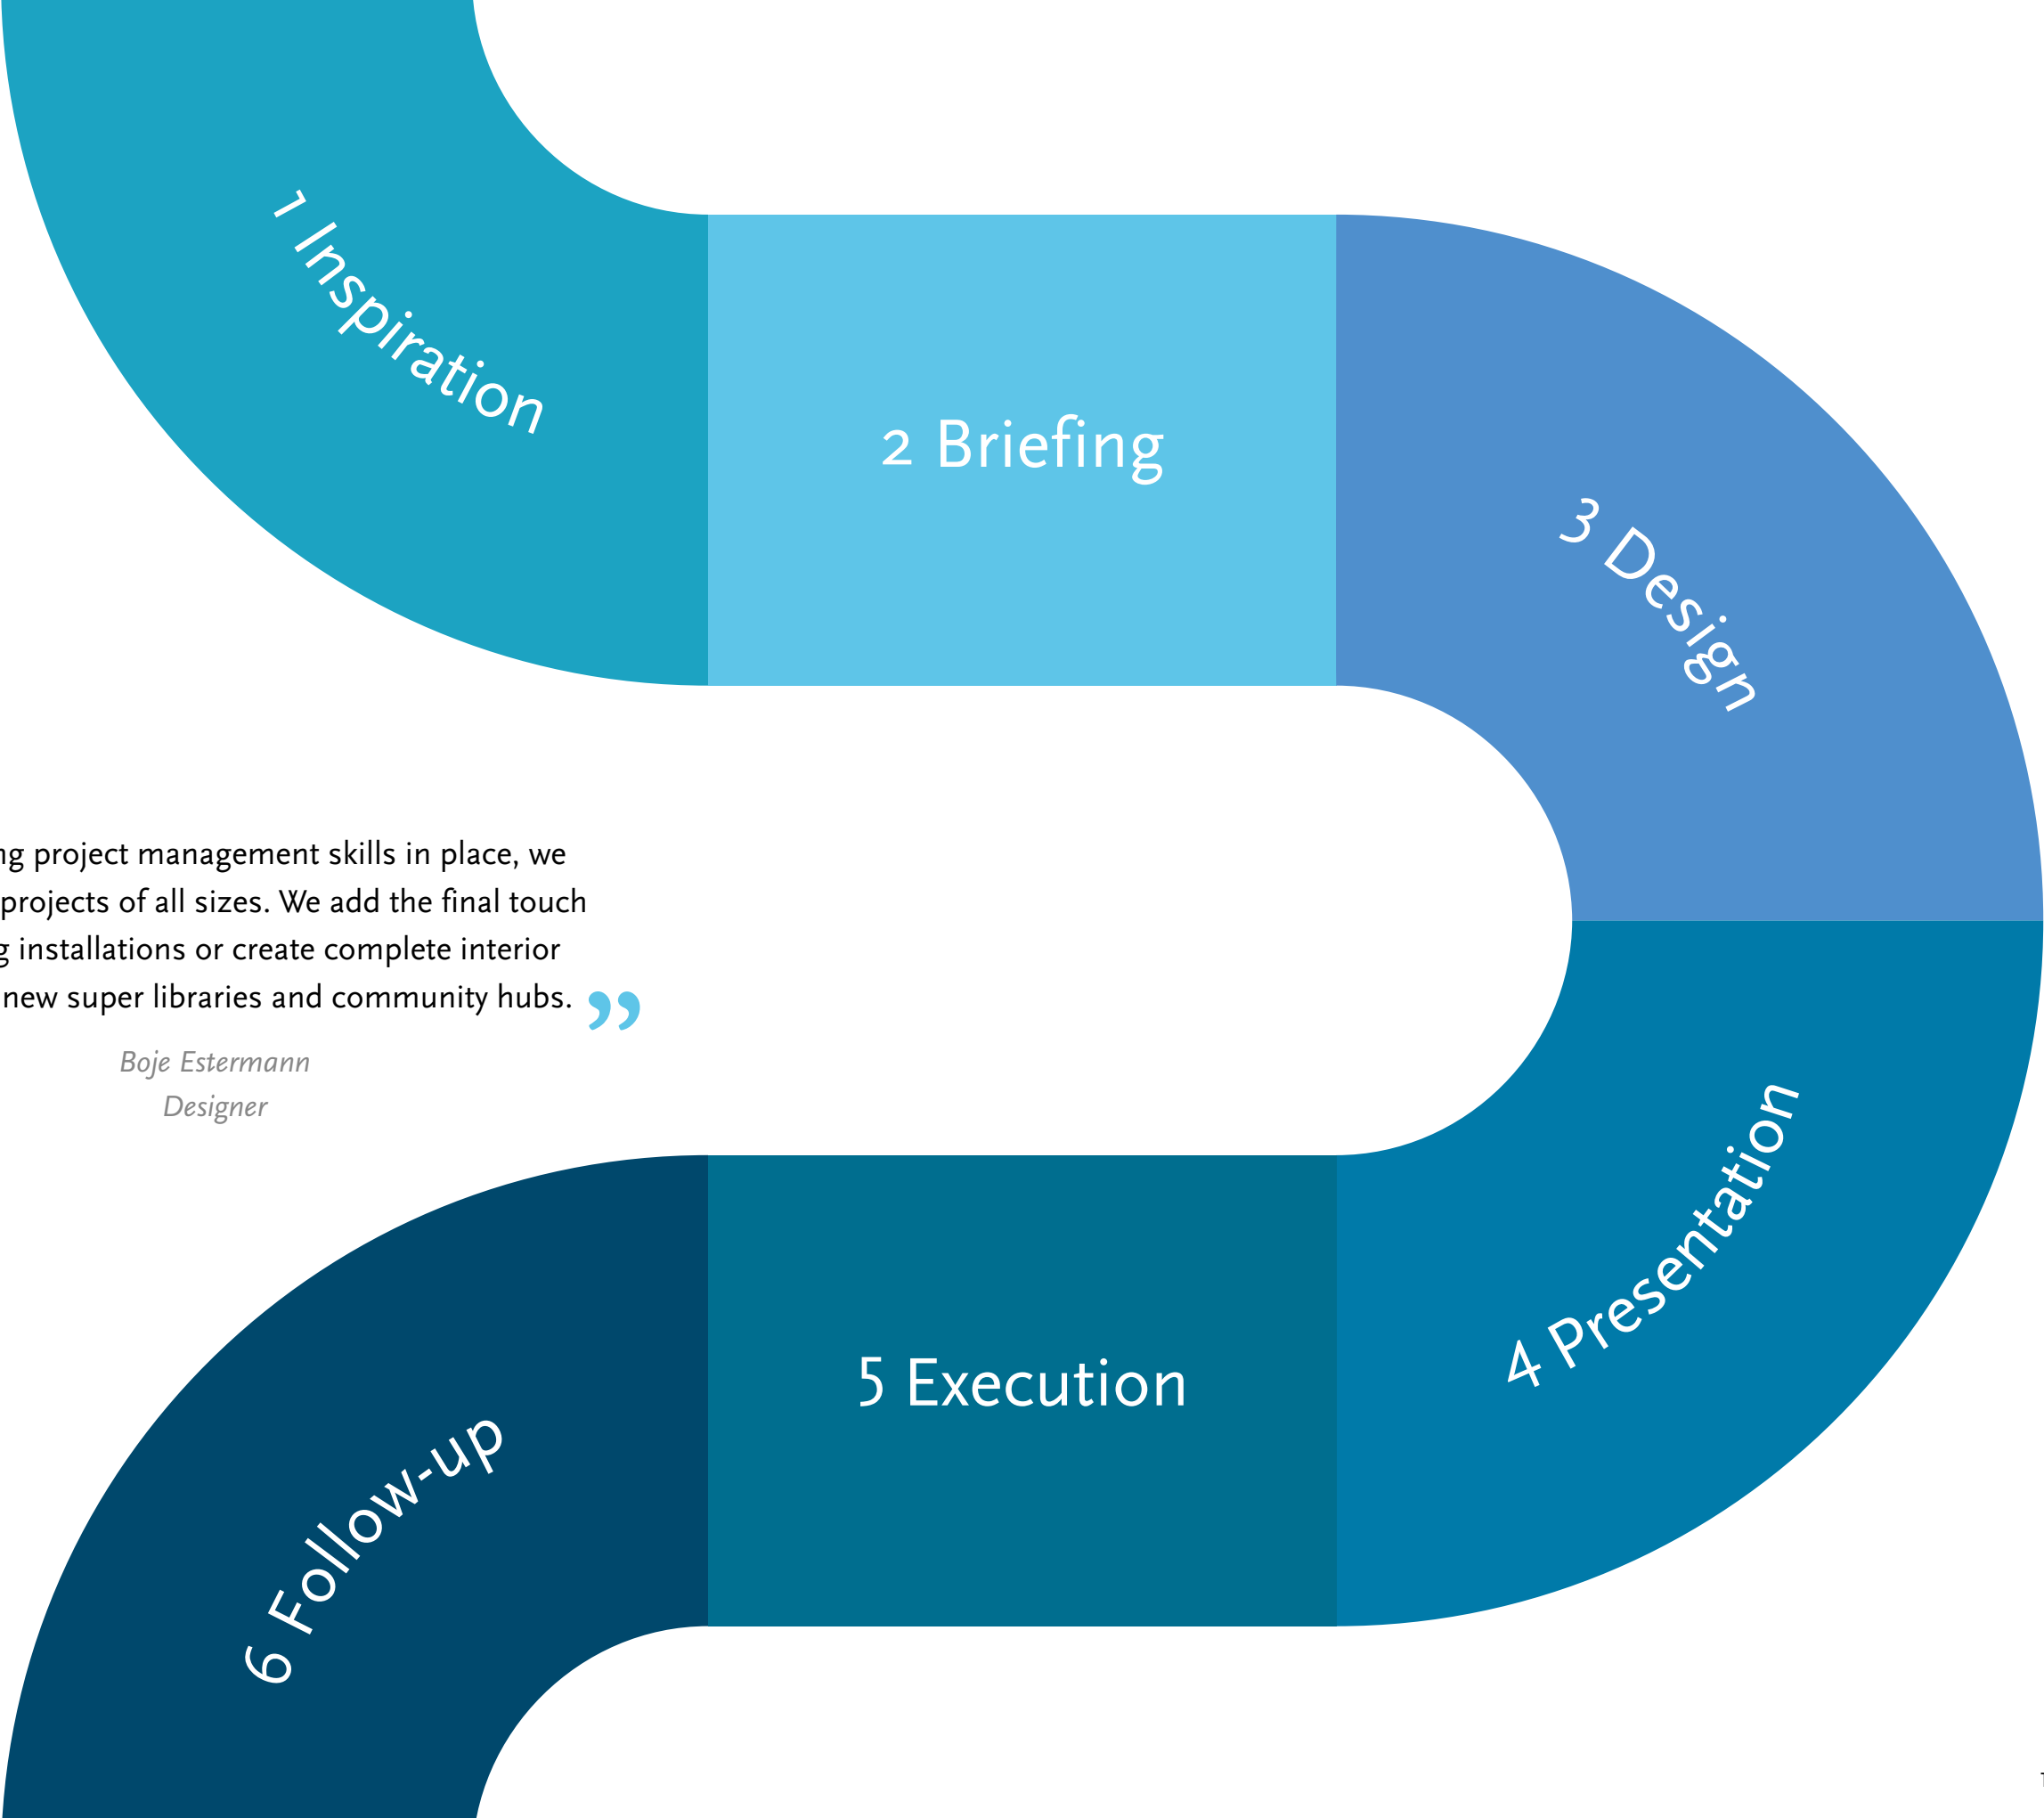 1 Inspiration
2 Briefing
3 Design
project management skills in place, we
projects of all sizes. We add the final touch
installations or create complete interior
new super libraries and community hubs. ”
Boje Estermann
Designer
4 Presentation
5 Execution
6 Follow-up